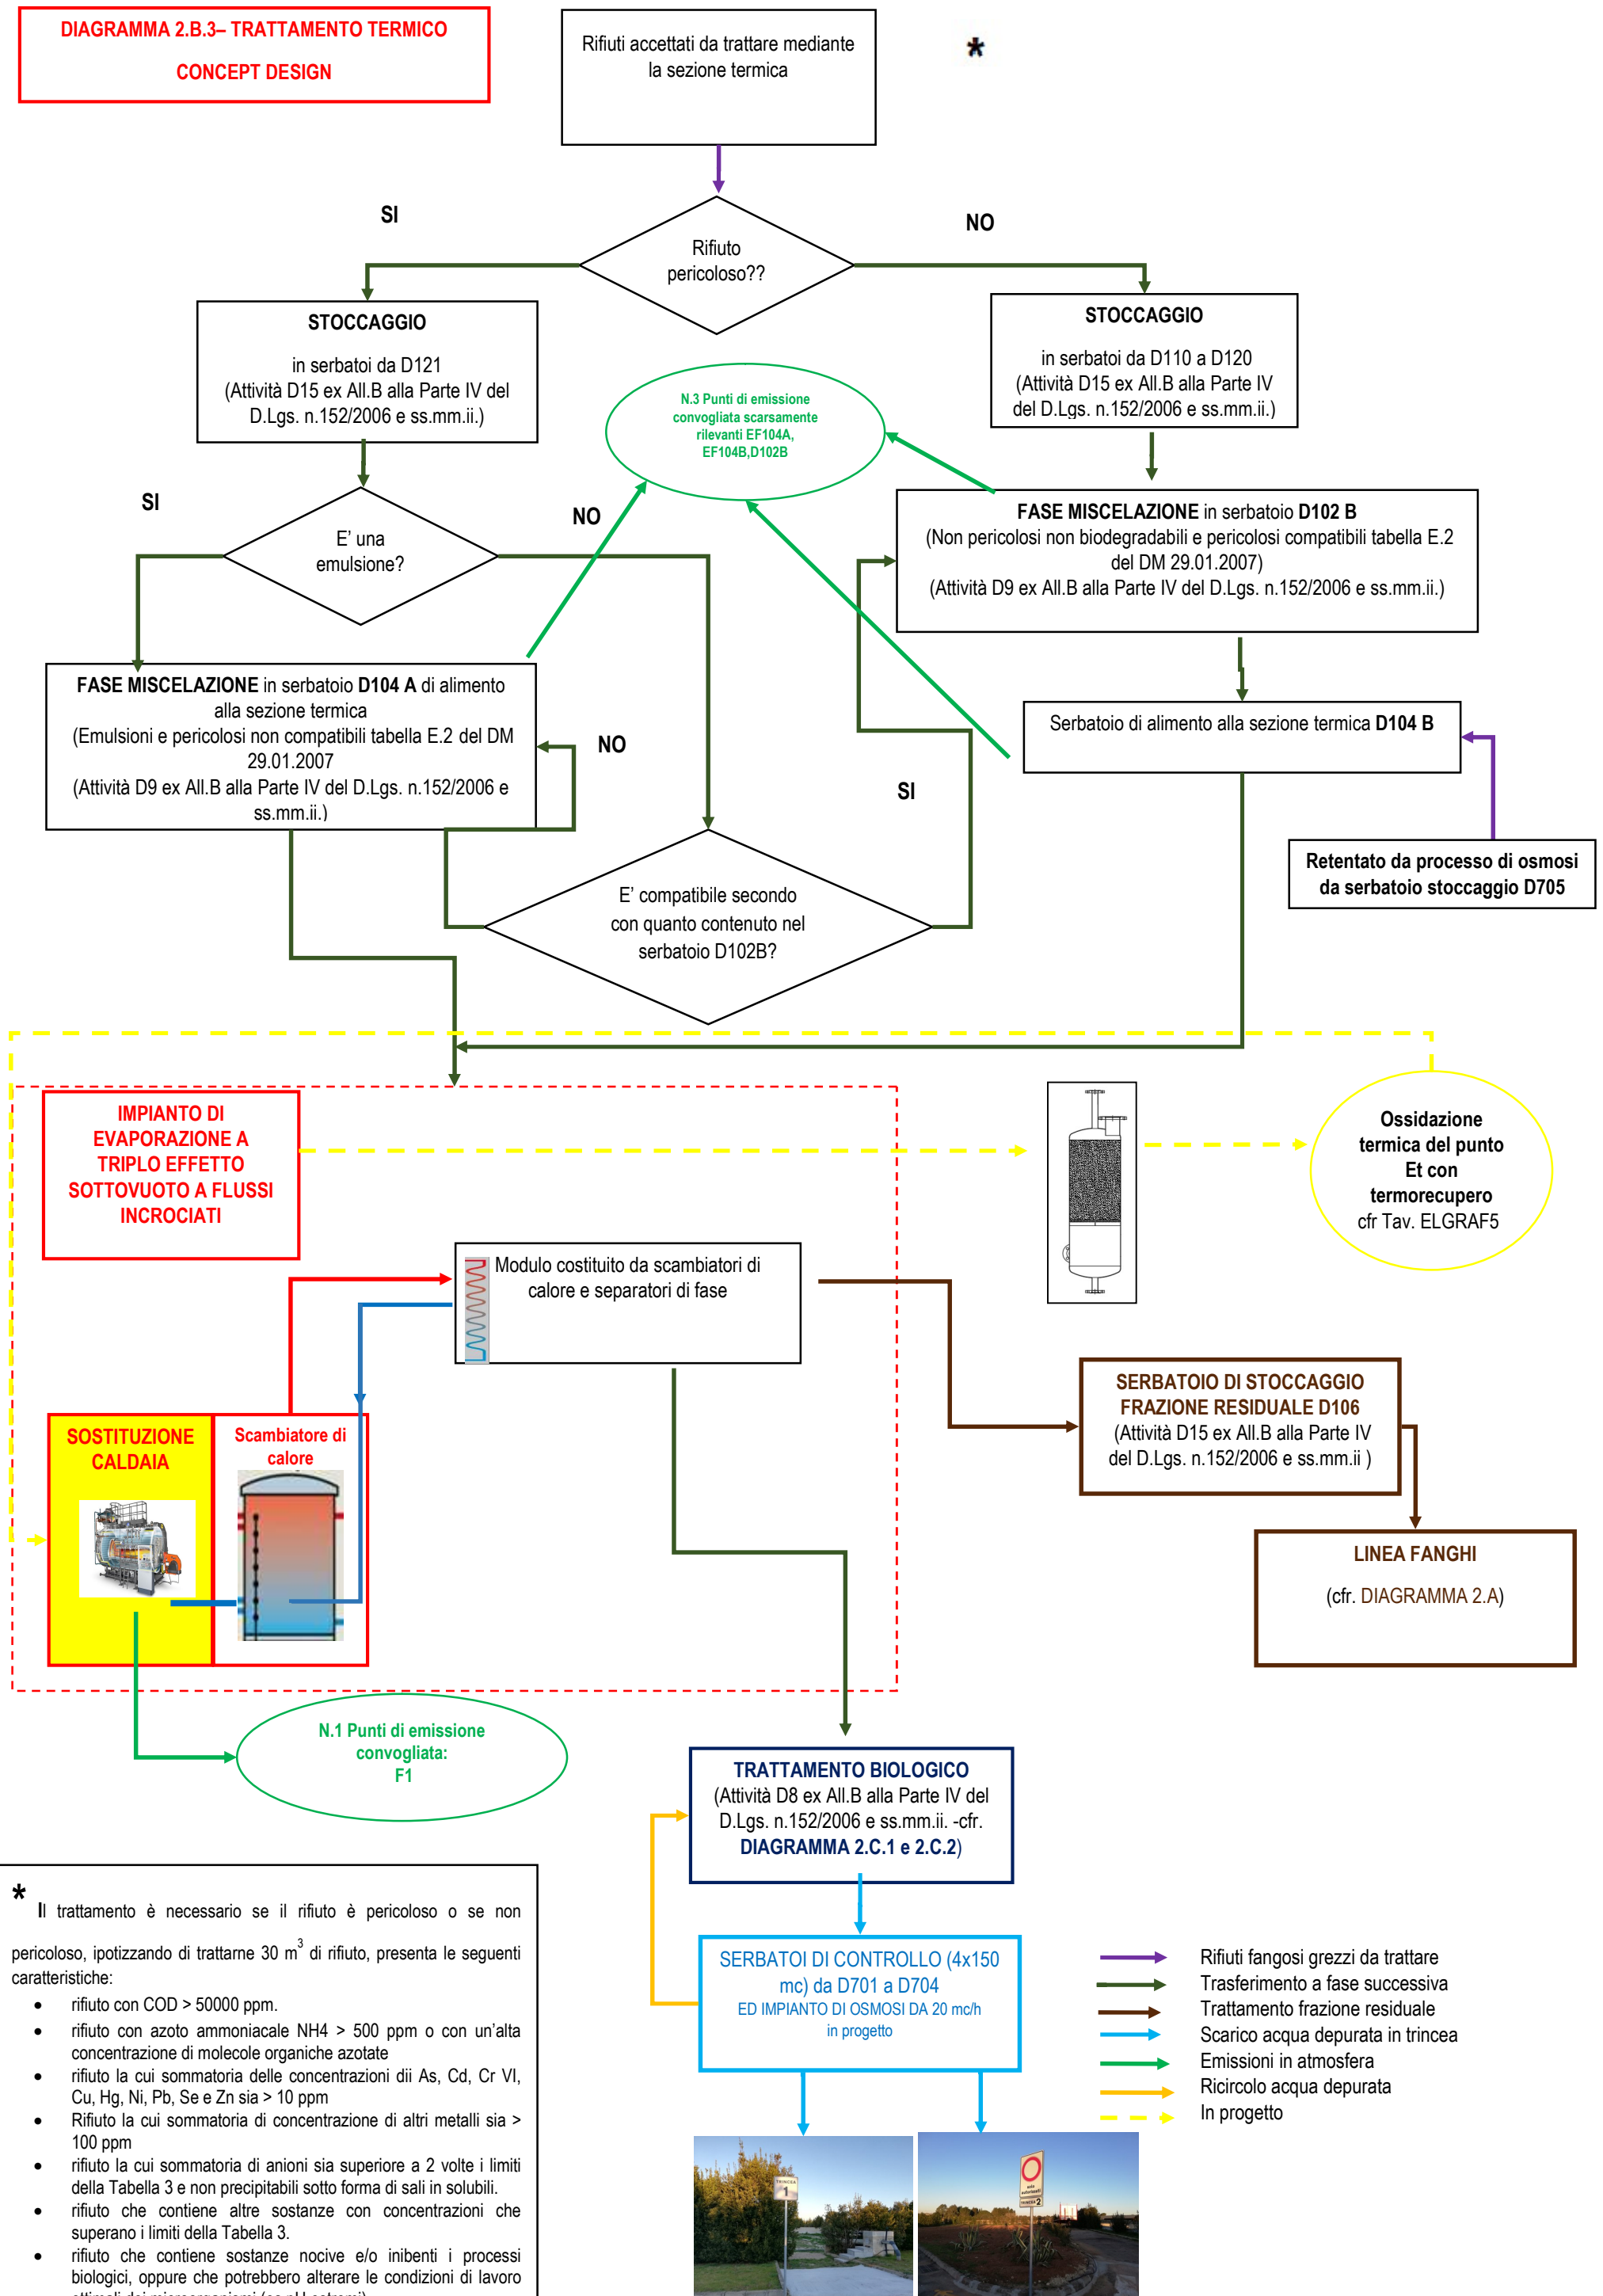 DIAGRAMMA 2.B.3– TRATTAMENTO TERMICO
CONCEPT DESIGN
Rifiuti accettati da trattare mediante
la sezione termica
*
SI
NO
Rifiuto
pericoloso??
STOCCAGGIO
in serbatoi da D121
(Attività D15 ex All.B alla Parte IV del
D.Lgs. n.152/2006 e ss.mm.ii.)
STOCCAGGIO
in serbatoi da D110 a D120
(Attività D15 ex All.B alla Parte IV
del D.Lgs. n.152/2006 e ss.mm.ii.)
N.3 Punti di emissione
convogliata scarsamente
rilevanti EF104A,
EF104B,D102B
SI
NO
E' una
emulsione?
FASE MISCELAZIONE in serbatoio D102 B
(Non pericolosi non biodegradabili e pericolosi compatibili tabella E.2
del DM 29.01.2007)
(Attività D9 ex All.B alla Parte IV del D.Lgs. n.152/2006 e ss.mm.ii.)
FASE MISCELAZIONE in serbatoio D104 A di alimento
alla sezione termica
(Emulsioni e pericolosi non compatibili tabella E.2 del DM
29.01.2007
(Attività D9 ex All.B alla Parte IV del D.Lgs. n.152/2006 e
ss.mm.ii.)
NO
SI
Serbatoio di alimento alla sezione termica D104 B
Retentato da processo di osmosi
da serbatoio stoccaggio D705
E' compatibile secondo
con quanto contenuto nel
serbatoio D102B?
IMPIANTO DI
EVAPORAZIONE A
TRIPLO EFFETTO
SOTTOVUOTO A FLUSSI
INCROCIATI
Ossidazione
termica del punto
Et con
termorecupero
cfr Tav. ELGRAF5
Modulo costituito da scambiatori di
calore e separatori di fase
SERBATOIO DI STOCCAGGIO
FRAZIONE RESIDUALE D106
(Attività D15 ex All.B alla Parte IV
del D.Lgs. n.152/2006 e ss.mm.ii )
SOSTITUZIONE
CALDAIA
Scambiatore di
calore
LINEA FANGHI
(cfr. DIAGRAMMA 2.A)
N.1 Punti di emissione
convogliata:
F1
TRATTAMENTO BIOLOGICO
(Attività D8 ex All.B alla Parte IV del
D.Lgs. n.152/2006 e ss.mm.ii. -cfr.
DIAGRAMMA 2.C.1 e 2.C.2)
SERBATOI DI CONTROLLO (4x150
mc) da D701 a D704
ED IMPIANTO DI OSMOSI DA 20 mc/h
in progetto
* Il trattamento è necessario se il rifiuto è pericoloso o se non
pericoloso, ipotizzando di trattarne 30 m³ di rifiuto, presenta le seguenti
caratteristiche:
• rifiuto con COD > 50000 ppm.
• rifiuto con azoto ammoniacale NH4 > 500 ppm o con un'alta
concentrazione di molecole organiche azotate
• rifiuto la cui sommatoria delle concentrazioni dii As, Cd, Cr VI,
Cu, Hg, Ni, Pb, Se e Zn sia > 10 ppm
• Rifiuto la cui sommatoria di concentrazione di altri metalli sia >
100 ppm
• rifiuto la cui sommatoria di anioni sia superiore a 2 volte i limiti
della Tabella 3 e non precipitabili sotto forma di sali in solubili.
• rifiuto che contiene altre sostanze con concentrazioni che
superano i limiti della Tabella 3.
• rifiuto che contiene sostanze nocive e/o inibenti i processi
biologici, oppure che potrebbero alterare le condizioni di lavoro
Rifiuti fangosi grezzi da trattare
Trasferimento a fase successiva
Trattamento frazione residuale
Scarico acqua depurata in trincea
Emissioni in atmosfera
Ricircolo acqua depurata
In progetto
TRINCEA
1
TRINCEA 2